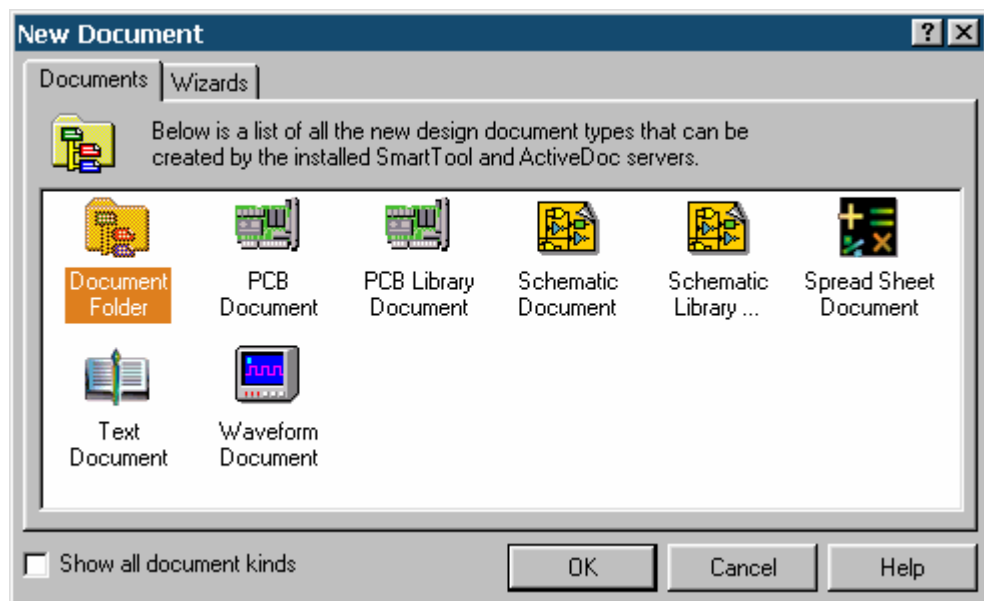 New Document
Documents
Wizards
Below is a list of all the new design document types that can be
created by the installed SmartTool and ActiveDoc servers.
Document
Folder
PCB
Document
PCB Library
Document
Schematic
Document
Schematic
Library ...
Spread Sheet
Document
Text
Document
Waveform
Document
Show all document kinds
OK
Cancel
Help